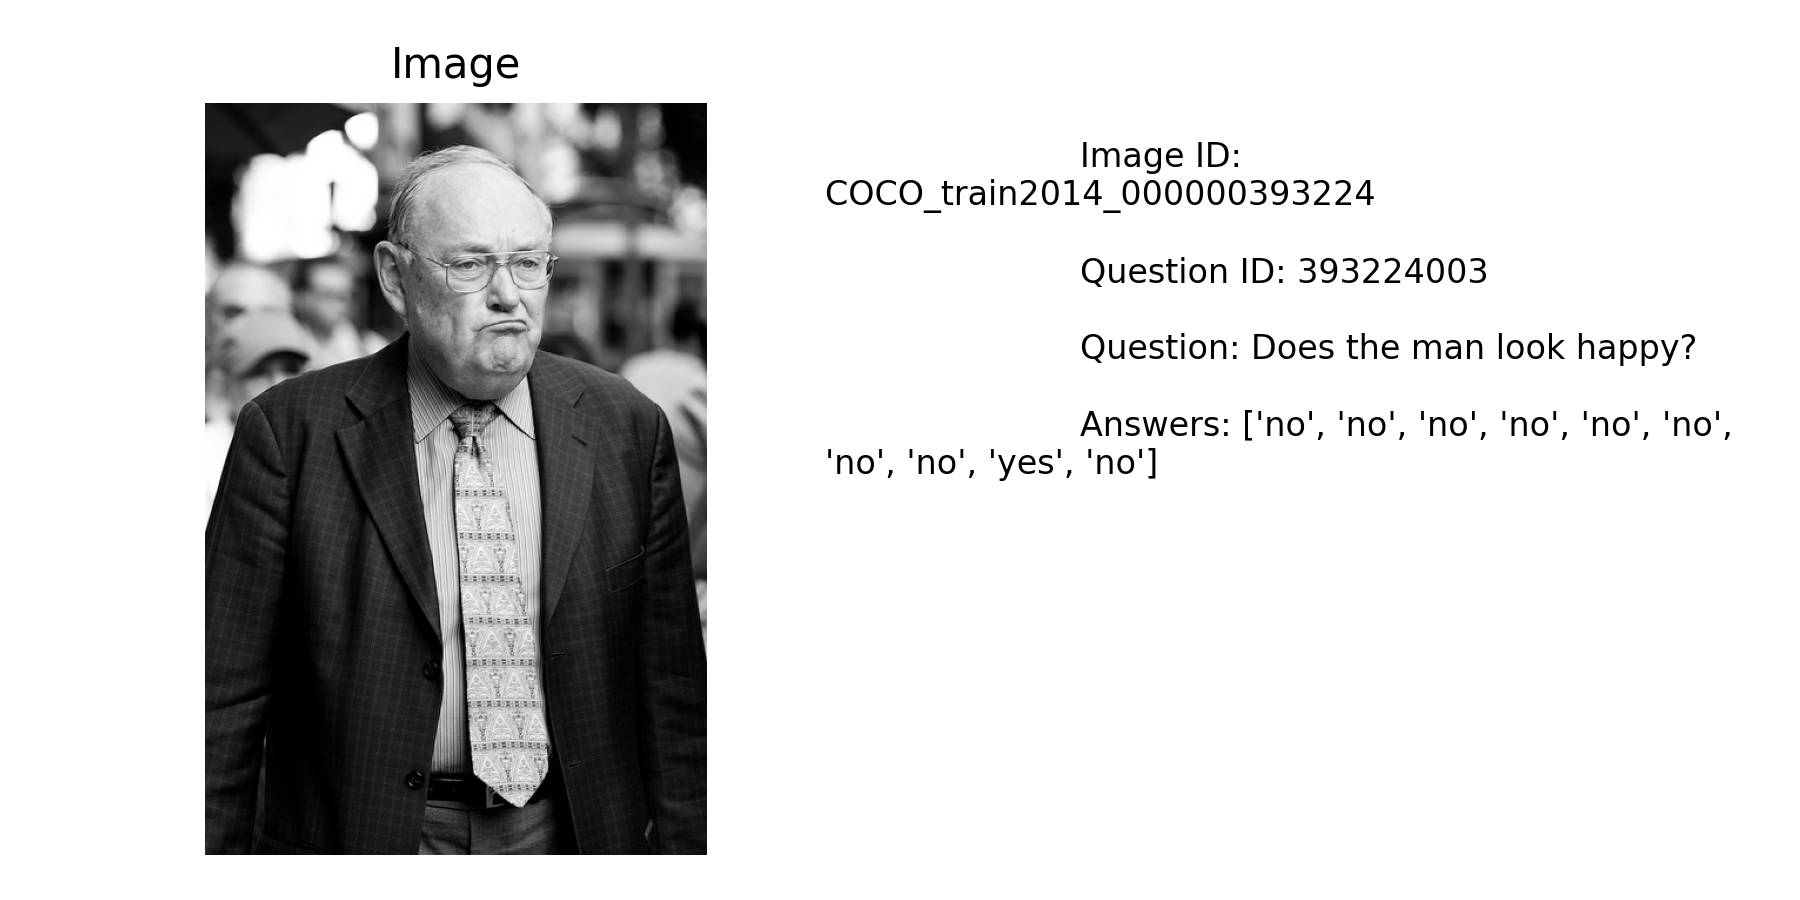 Image
Image ID:
COCO_train2014_000000393224
Question ID: 393224003
Question: Does the man look happy?
Answers: ['no', 'no', 'no', 'no', 'no', 'no',
'no', 'no', 'yes', 'no']